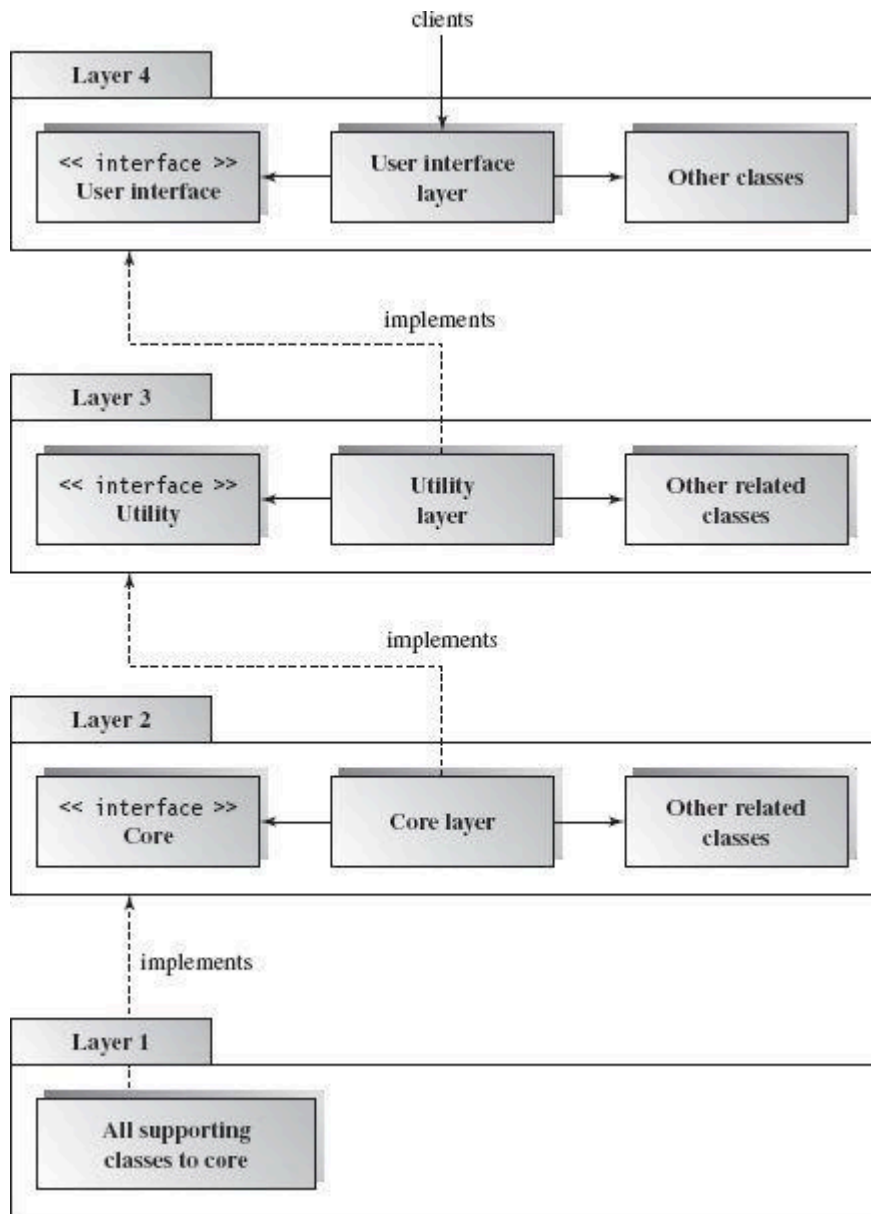 clients
Layer 4
<< interface >>
User interface
User interface
layer
Other classes
implements
Layer 3
<< interface >>
Utility
Utility
layer
Other related
classes
implements
Layer 2
<< interface >>
Core
Core layer
Other related
classes
implements
Layer 1
All supporting
classes to core